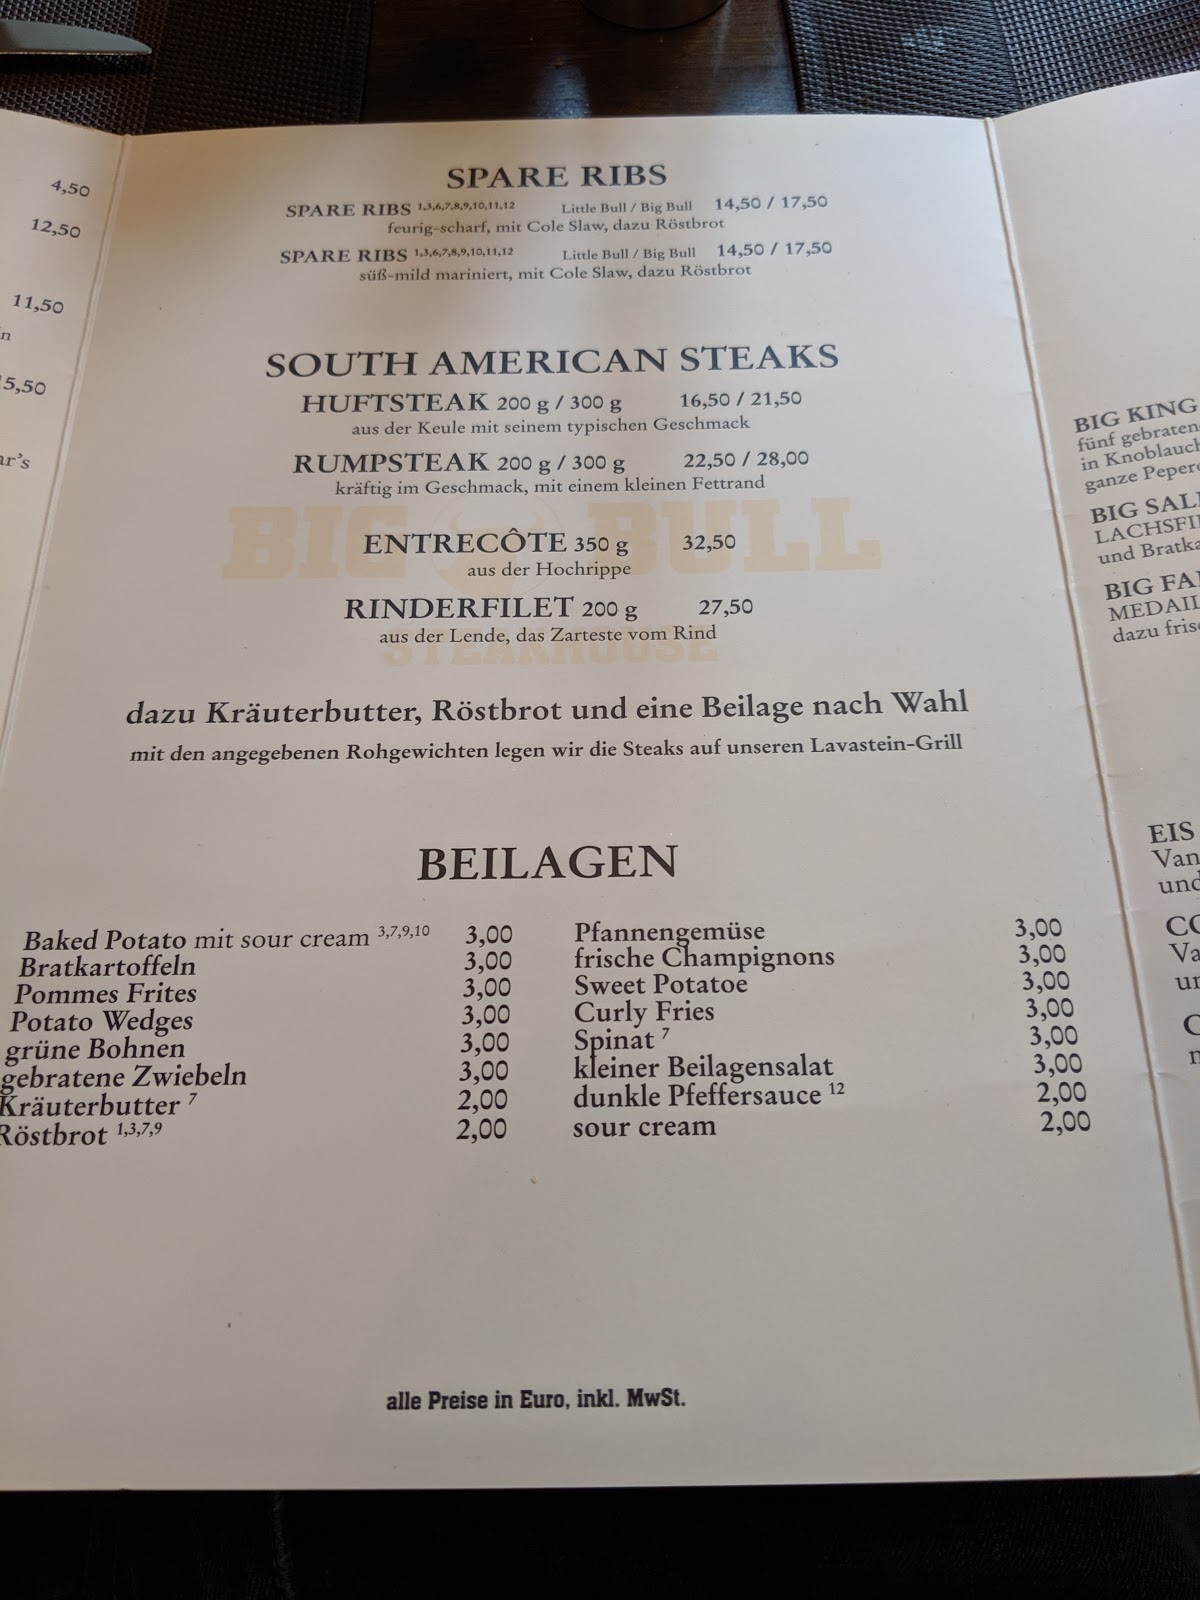 4,50
12,50
11,50
15,50
SPARE RIBS
SPARE RIBS 1,3,6,7,8,9,10,11,12 Little Bull / Big Bull 14,50 / 17,50
feurig-scharf, mit Cole Slaw, dazu Röstbrot
SPARE RIBS 1,3,6,7,8,9,10,11,12 Little Bull / Big Bull 14,50 / 17,50
süß-mild mariniert, mit Cole Slaw, dazu Röstbrot
SOUTH AMERICAN STEAKS
HUFTSTEAK 200 g / 300 g 16,50 / 21,50
aus der Keule mit seinem typischen Geschmack
RUMPSTEAK 200 g / 300 g 22,50 / 28,00
kräftig im Geschmack, mit einem kleinen Fettrand
BIG BULL
ENTRECÔTE 350 g 32,50
aus der Hochrippe
RINDERFILET 200 g 27,50
aus der Lende, das Zarteste vom Rind
STEAKHOUSE
dazu Kräuterbutter, Röstbrot und eine Beilage nach Wahl
mit den angegebenen Rohgewichten legen wir die Steaks auf unseren Lavastein-Grill
BEILAGEN
Baked Potato mit sour cream 3,7,9,10 3,00
Bratkartoffeln 3,00
Pommes Frites 3,00
Potato Wedges 3,00
grüne Bohnen 3,00
gebratene Zwiebeln 3,00
Kräuterbutter 7 2,00
Röstbrot 1,3,7,9 2,00
Pfannengemüse 3,00
frische Champignons 3,00
Sweet Potatoe 3,00
Curly Fries 3,00
Spinat 7 3,00
kleiner Beilagensalat 3,00
dunkle Pfeffersauce 12 2,00
sour cream 2,00
alle Preise in Euro, inkl. MwSt.
BIG KING
fünf gebraten
in Knoblauch
ganze Pepero
BIG SAL
LACHSFI
und Bratka
BIG FA
MEDAIL
dazu fris
EIS
Van
und
CO
Va
un